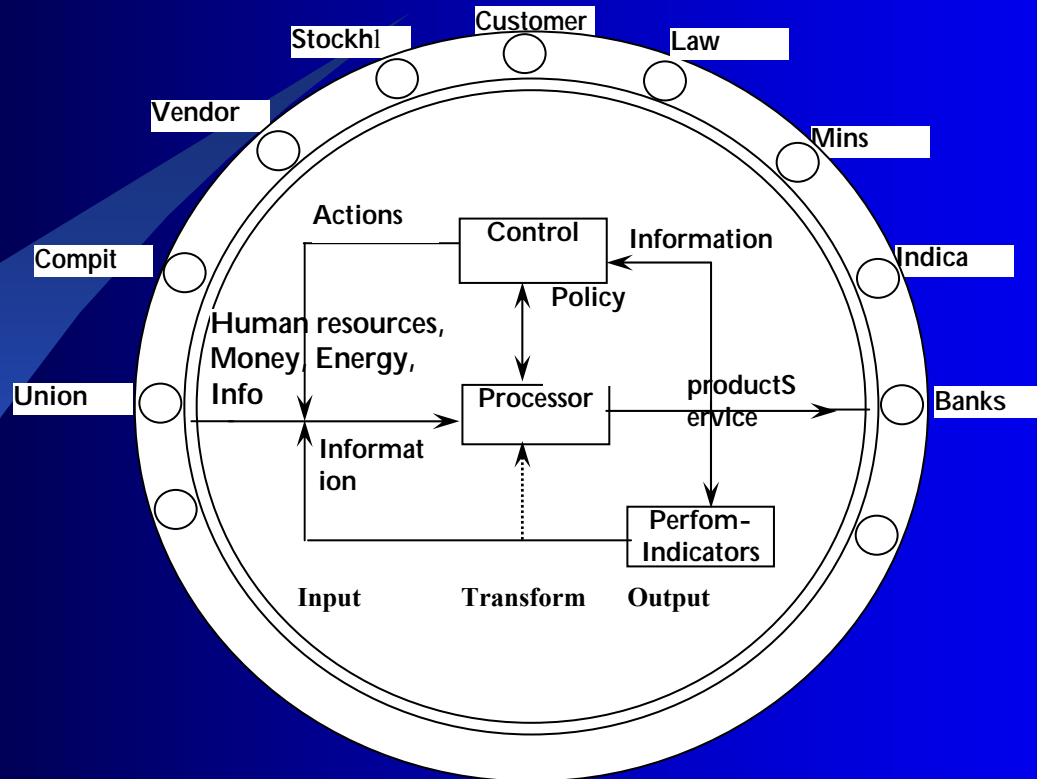 Customer
Stockhl
Law
Vendor
Mins
Compit
Indica
Union
Banks
Actions
Control
Information
Policy
Human resources,
Money, Energy,
Info
Processor
productS
ervice
Informat
ion
Perfom-
Indicators
Input
Transform
Output